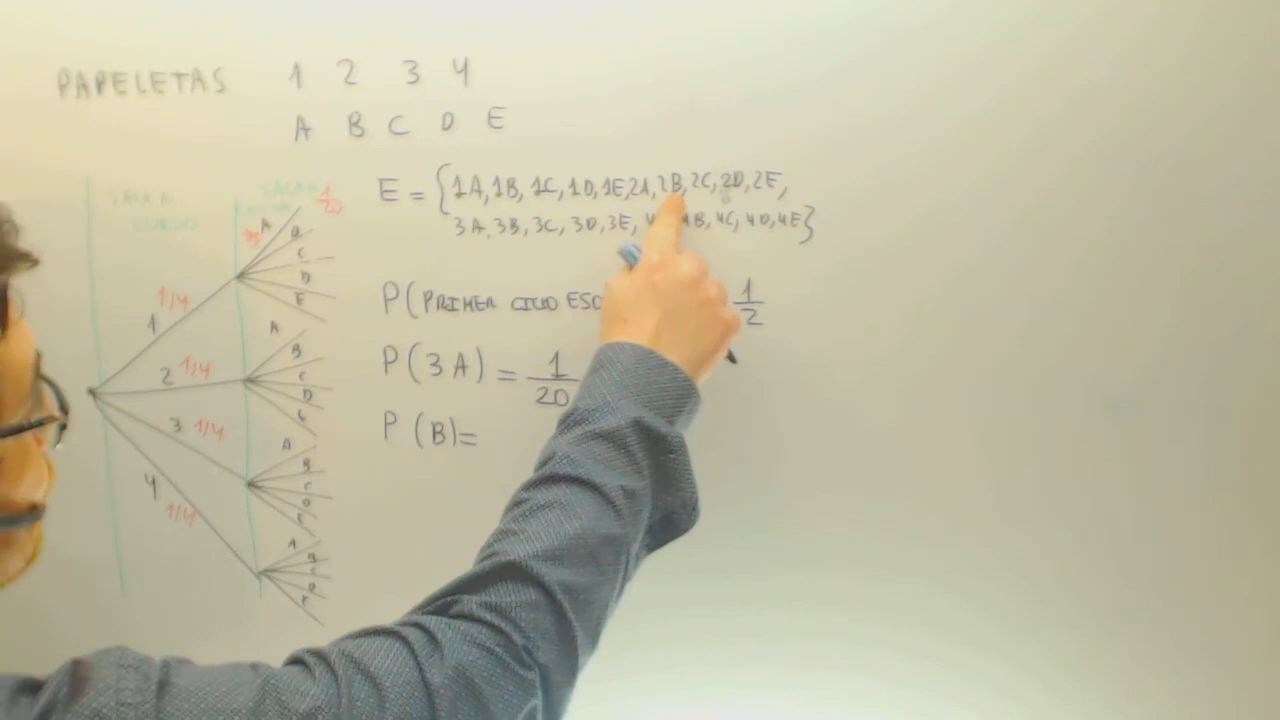 PAPELETAS 1 2 3 4
A B C D E
E = {1A, 1B, 1C, 1D, 1E, 2A, 2B, 2C, 2D, 2E,
3A, 3B, 3C, 3D, 3E, 4B, 4C, 4D, 4E}
P(PRIMER CICLO ESO 1/2
P(3A) = 1/20
P(B)=
1/20
1/4
1
A B C D E
2 1/4
A B C D
3 1/4
A B C
4
1/4
A B C